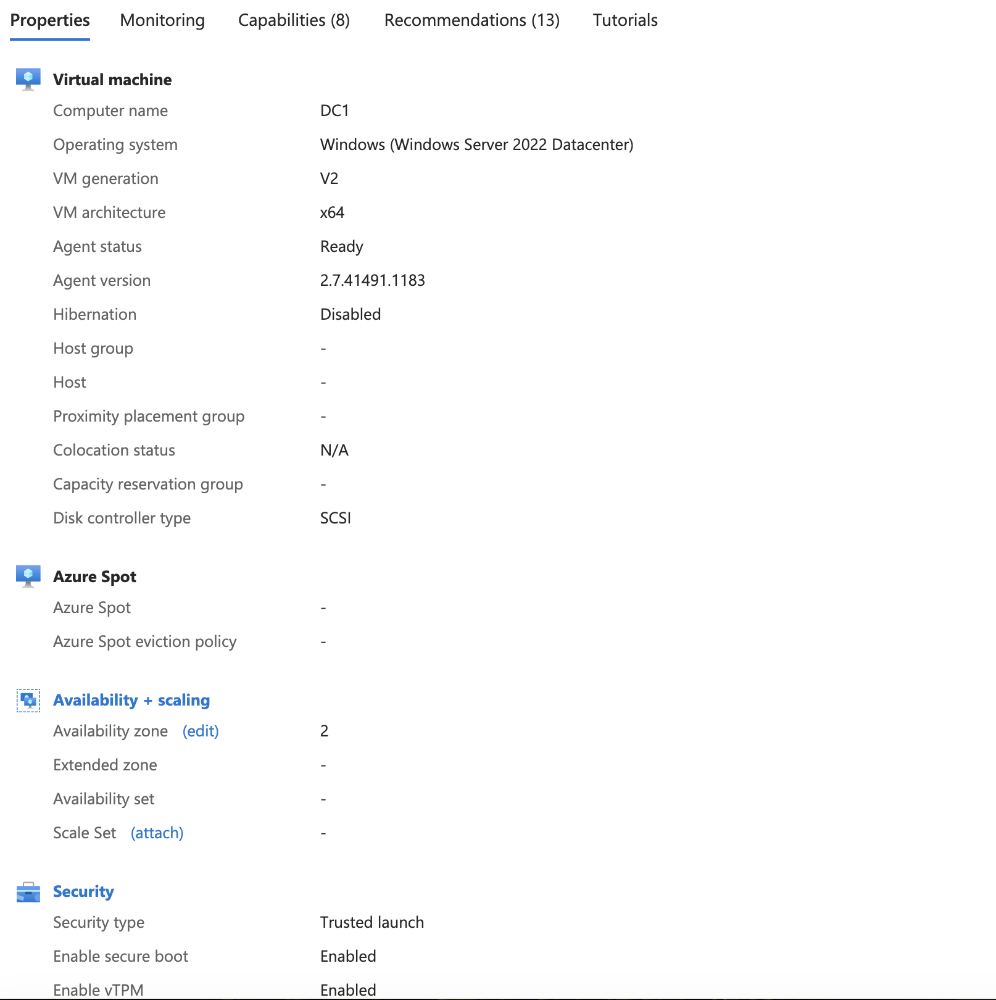 Properties Monitoring Capabilities (8) Recommendations (13) Tutorials
Virtual machine
Computer name DC1
Operating system Windows (Windows Server 2022 Datacenter)
VM generation V2
VM architecture x64
Agent status Ready
Agent version 2.7.41491.1183
Hibernation Disabled
Host group -
Host -
Proximity placement group -
Colocation status N/A
Capacity reservation group -
Disk controller type SCSI
Azure Spot
Azure Spot -
Azure Spot eviction policy -
Availability + scaling
Availability zone (edit) 2
Extended zone -
Availability set -
Scale Set (attach) -
Security
Security type Trusted launch
Enable secure boot Enabled
Enable vTPM Enabled